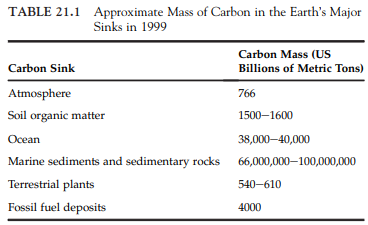 TABLE 21.1 Approximate Mass of Carbon in the Earth's Major
Sinks in 1999
Carbon Mass (US
Carbon Sink Billions of Metric Tons)
Atmosphere 766
Soil organic matter 1500–1600
Ocean 38,000–40,000
Marine sediments and sedimentary rocks 66,000,000–100,000,000
Terrestrial plants 540–610
Fossil fuel deposits 4000